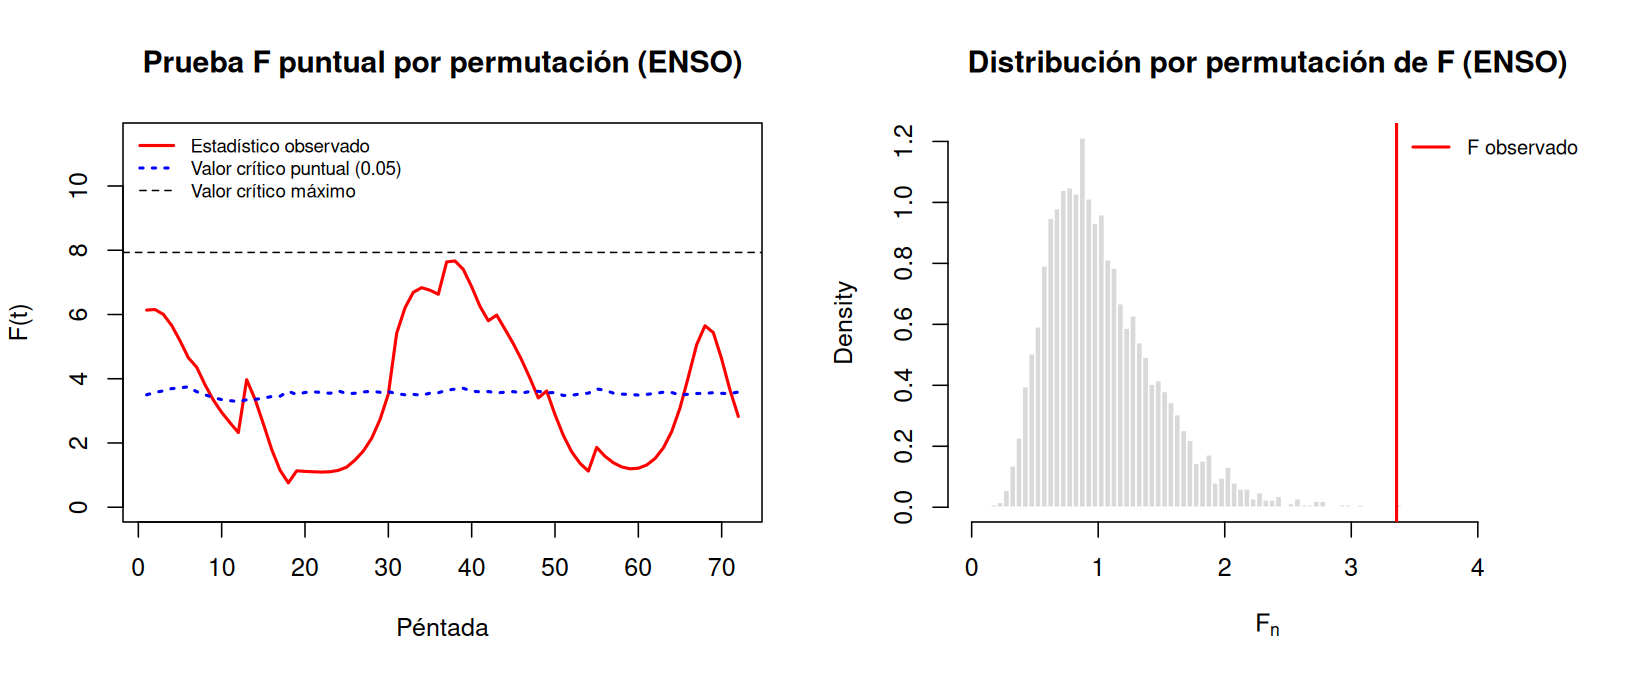 Prueba F puntual por permutación (ENSO)
Estadístico observado
Valor crítico puntual (0.05)
Valor crítico máximo
F(t)
10
8
6
4
2
0
0 10 20 30 40 50 60 70
Péntada
Distribución por permutación de F (ENSO)
F observado
Density
1.2
1.0
0.8
0.6
0.4
0.2
0.0
0 1 2 3 4
Fn